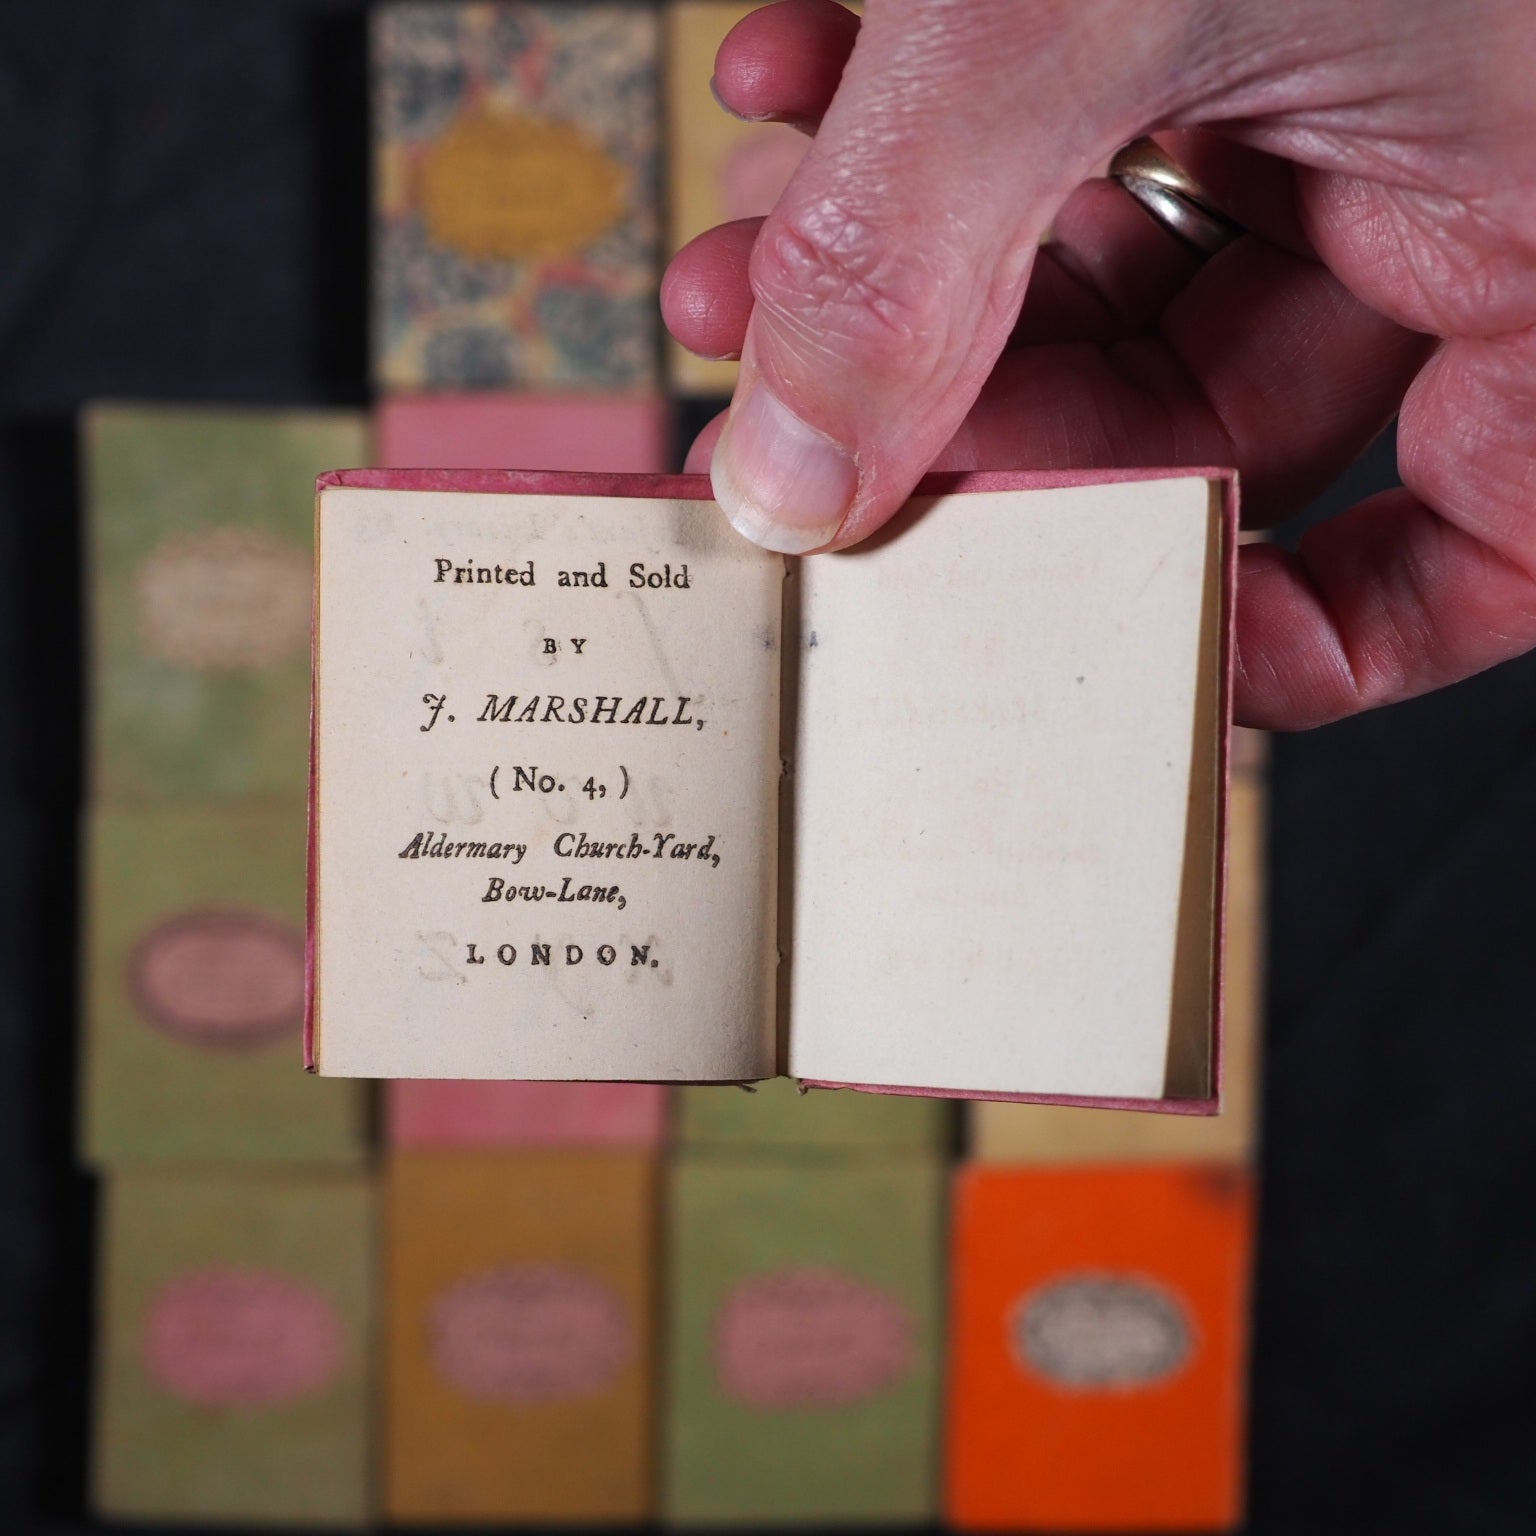 Printed and Sold
BY
J. MARSHALL,
(No. 4,)
Aldermary Church-Yard,
Bow-Lane,
LONDON.